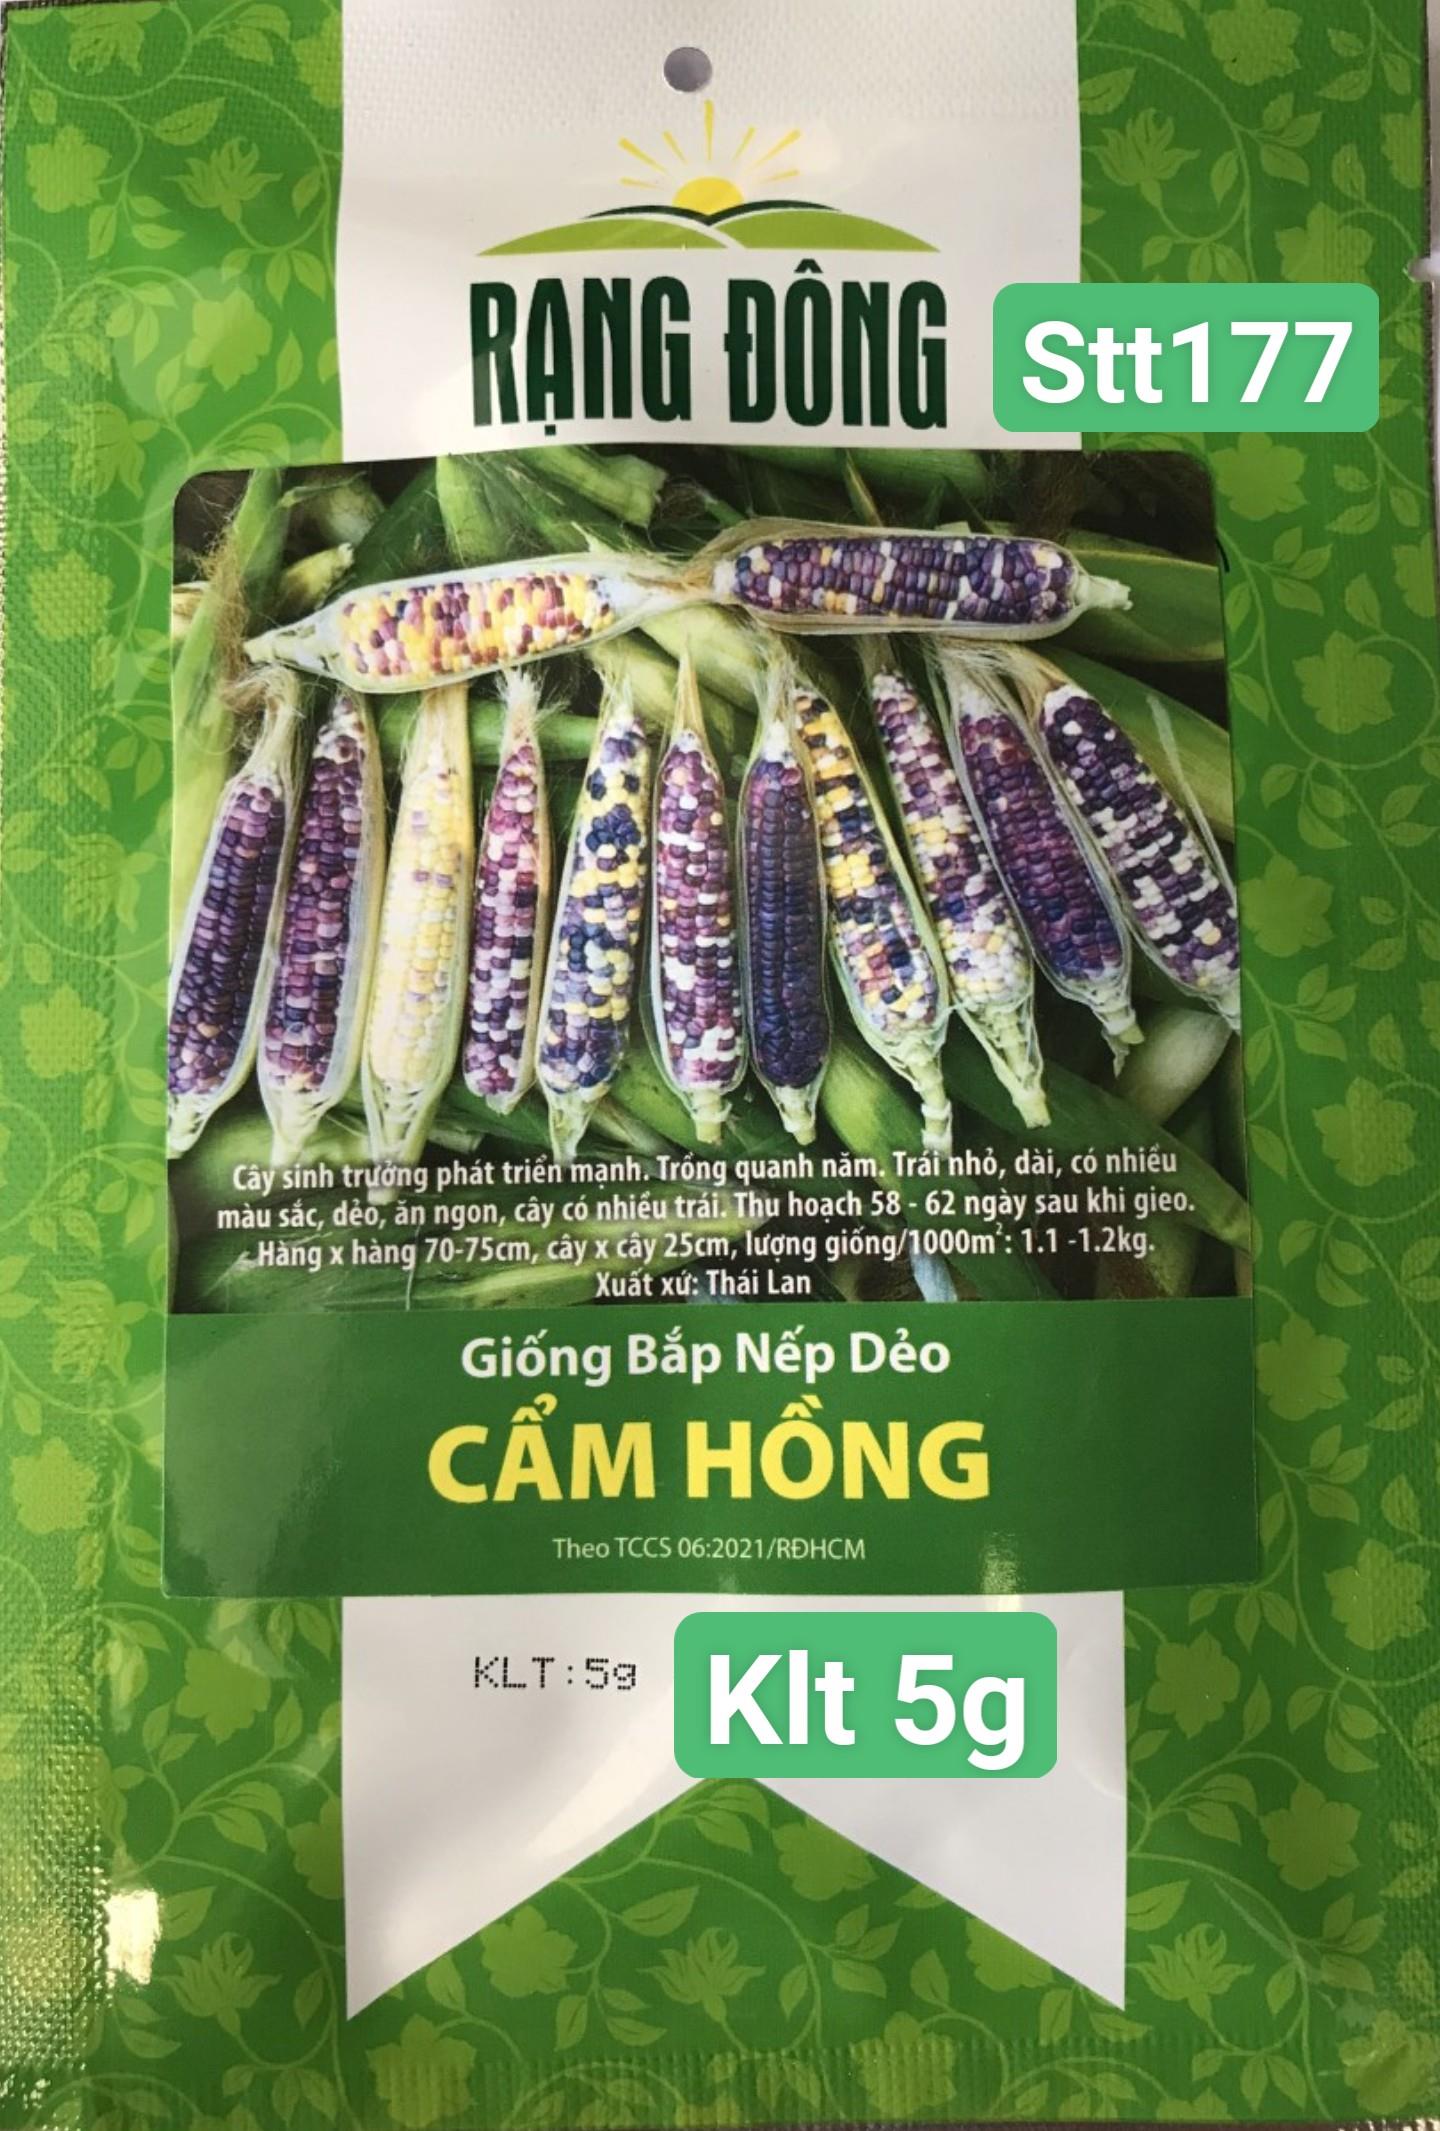 RẠNG ĐÔNG
Stt177
Cây sinh trưởng phát triển mạnh. Trồng quanh năm. Trái nhỏ, dài, có nhiều
màu sắc, dẻo, ăn ngon, cây có nhiều trái. Thu hoạch 58 - 62 ngày sau khi gieo.
Hàng x hàng 70-75cm, cây x cây 25cm, lượng giống/1000m²: 1.1 -1.2kg.
Xuất xứ: Thái Lan
Giống Bắp Nếp Dẻo
CẨM HỒNG
Theo TCCS 06:2021/RĐHCM
KLT:5g
Klt 5g